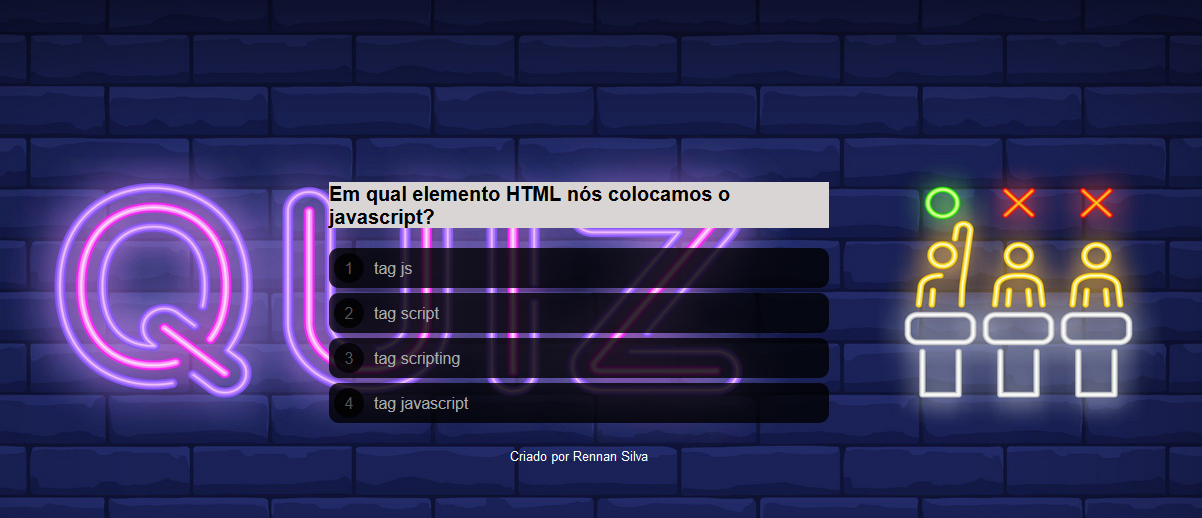 QUIZ
Em qual elemento HTML nós colocamos o
javascript?
1 tag js
2 tag script
3 tag scripting
4 tag javascript
Criado por Rennan Silva